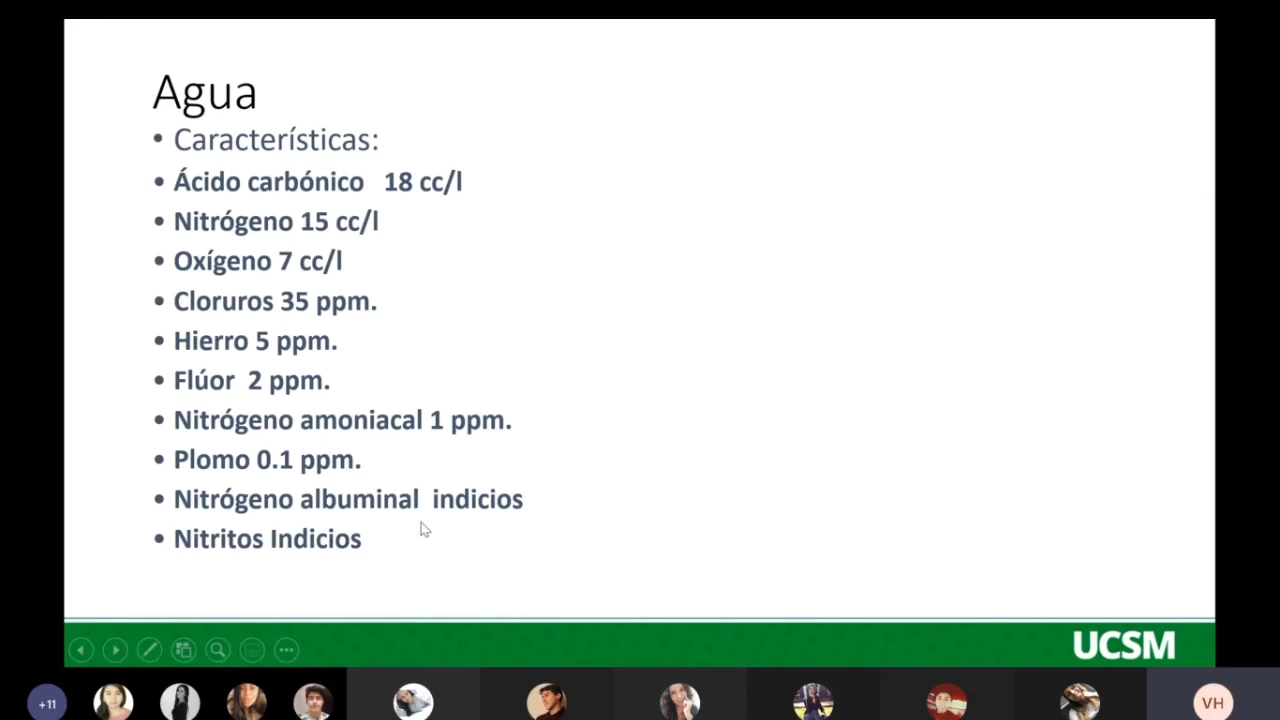 Agua
• Características:
• Ácido carbónico   18 cc/l
• Nitrógeno 15 cc/l
• Oxígeno 7 cc/l
• Cloruros 35 ppm.
• Hierro 5 ppm.
• Flúor  2 ppm.
• Nitrógeno amoniacal 1 ppm.
• Plomo 0.1 ppm.
• Nitrógeno albuminal  indicios
• Nitritos Indicios
UCSM
+11
VH